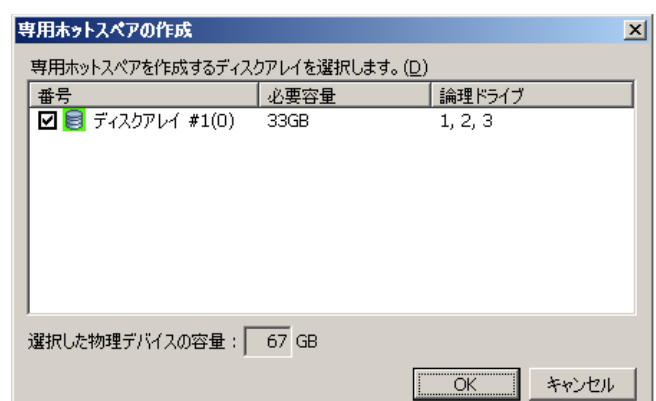 専用ホットスペアの作成
専用ホットスペアを作成するディスクアレイを選択します。(D)
番号 必要容量 論理ドライブ
ディスクアレイ #1(0) 33GB 1, 2, 3
選択した物理デバイスの容量： 67 GB
OK キャンセル